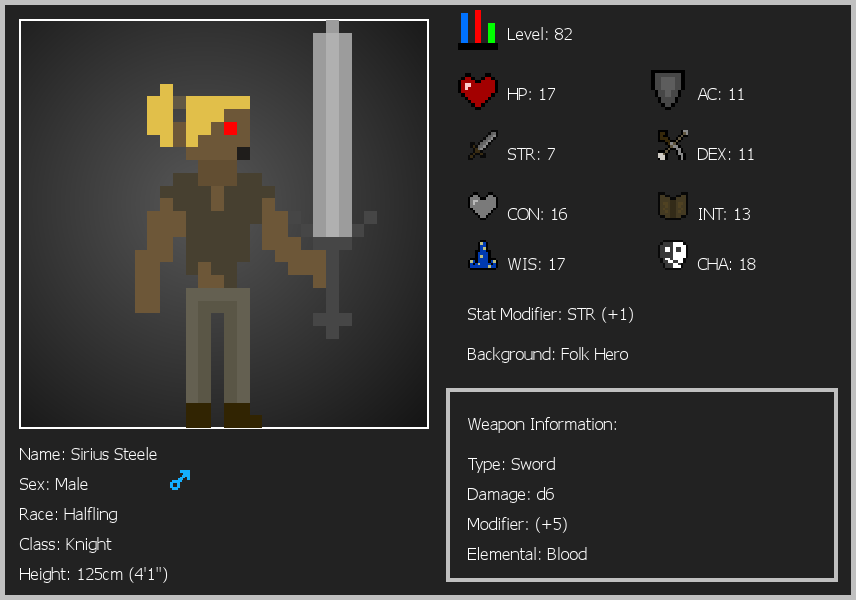 Level: 82
HP: 17
AC: 11
STR: 7
DEX: 11
CON: 16
INT: 13
WIS: 17
CHA: 18
Stat Modifier: STR (+1)
Background: Folk Hero
Weapon Information:
Type: Sword
Damage: d6
Modifier: (+5)
Elemental: Blood
Name: Sirius Steele
Sex: Male
Race: Halfling
Class: Knight
Height: 125cm (4'1")